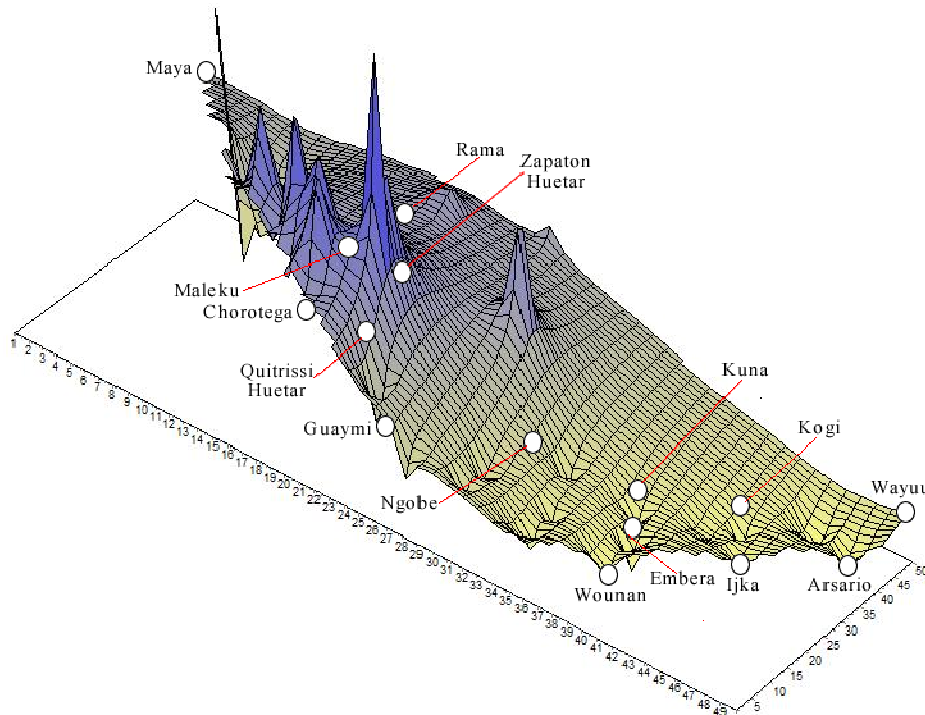 Maya
Rama
Zapaton
Huetar
Maleku
Chorotega
Quitrissi
Huetar
Guaymi
Ngobe
Kuna
Kogi
Wayuu
Wounan
Embera
Ijka
Arsario
1 2 3 4 5 6 7 8 9 10 11 12 13 14 15 16 17 18 19 20 21 22 23 24 25 26 27 28 29 30 31 32 33 34 35 36 37 38 39 40 41 42 43 44 45 46 47 48 49
5 10 15 20 25 30 35 40 45 50